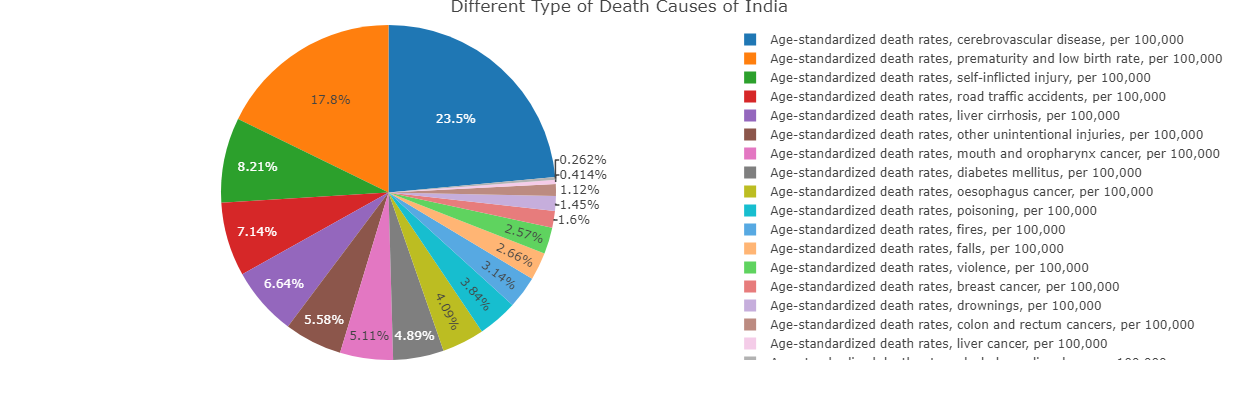 Different Type of Death Causes of India
23.5%
17.8%
8.21%
7.14%
6.64%
5.58%
5.11%
4.89%
4.09%
3.84%
3.14%
2.66%
2.57%
1.6%
1.45%
1.12%
0.414%
0.262%
Age-standardized death rates, cerebrovascular disease, per 100,000
Age-standardized death rates, prematurity and low birth rate, per 100,000
Age-standardized death rates, self-inflicted injury, per 100,000
Age-standardized death rates, road traffic accidents, per 100,000
Age-standardized death rates, liver cirrhosis, per 100,000
Age-standardized death rates, other unintentional injuries, per 100,000
Age-standardized death rates, mouth and oropharynx cancer, per 100,000
Age-standardized death rates, diabetes mellitus, per 100,000
Age-standardized death rates, oesophagus cancer, per 100,000
Age-standardized death rates, poisoning, per 100,000
Age-standardized death rates, fires, per 100,000
Age-standardized death rates, falls, per 100,000
Age-standardized death rates, violence, per 100,000
Age-standardized death rates, breast cancer, per 100,000
Age-standardized death rates, drownings, per 100,000
Age-standardized death rates, colon and rectum cancers, per 100,000
Age-standardized death rates, liver cancer, per 100,000